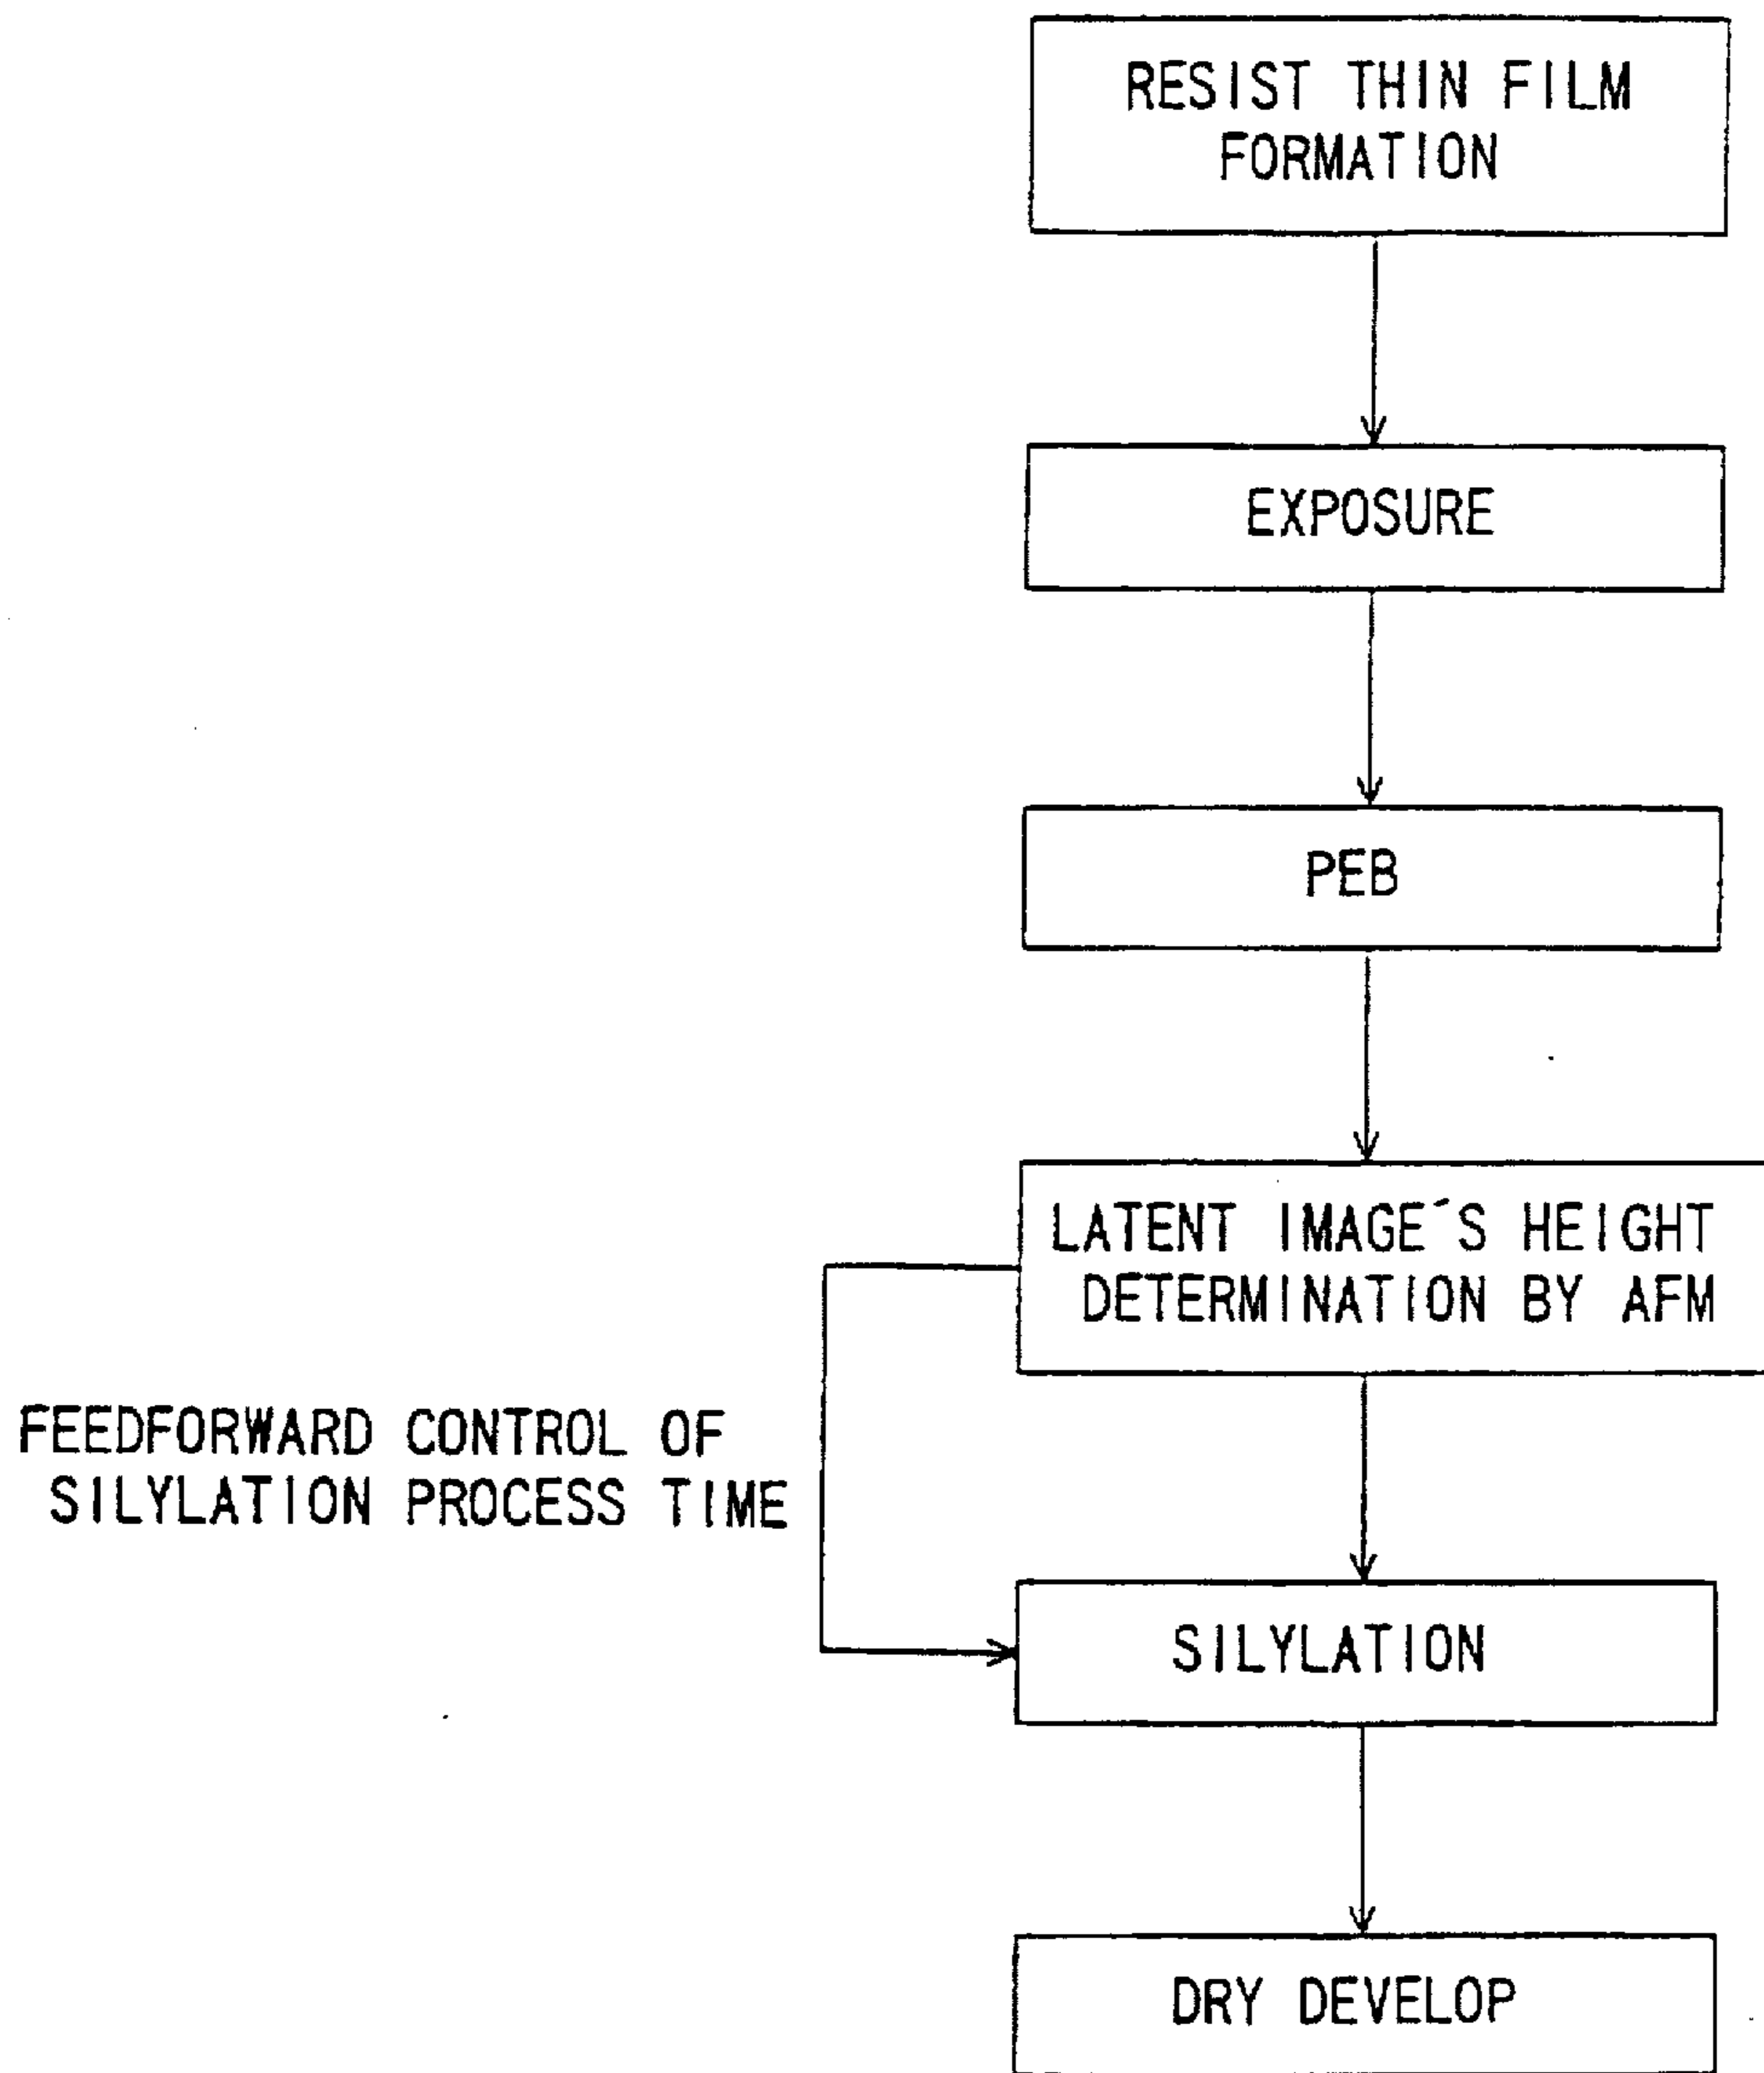 RESIST THIN FILM
FORMATION
EXPOSURE
PEB
LATENT IMAGE´S HEIGHT
DETERMINATION BY AFM
FEEDFORWARD CONTROL OF
SILYLATION PROCESS TIME
SILYLATION
DRY DEVELOP